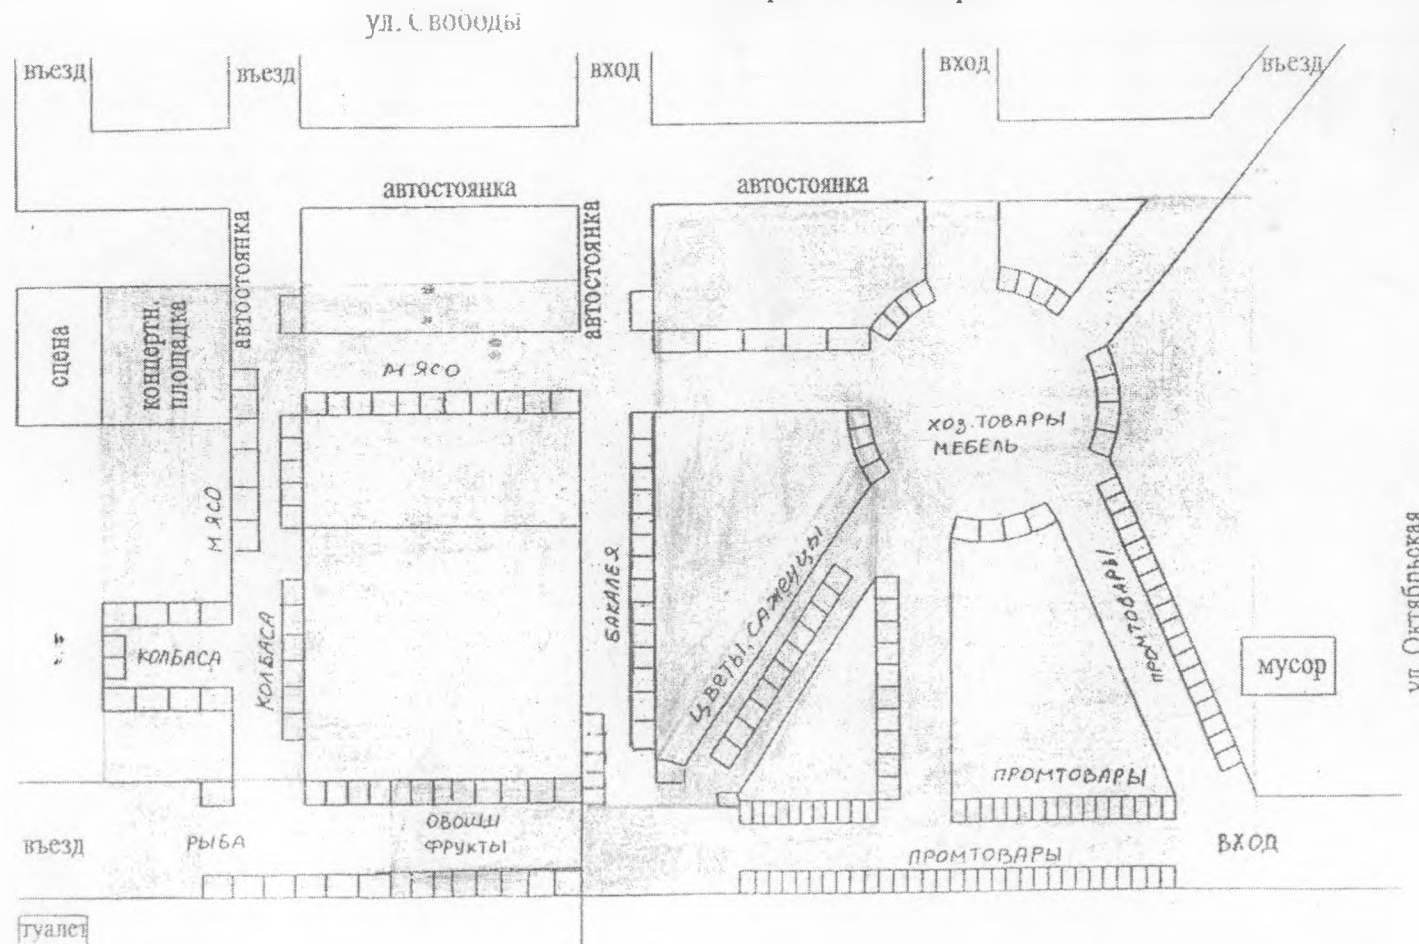 ул. Свободы
въезд
въезд
вход
вход
въезд
автостоянка
автостоянка
автостоянка
автостоянка
сцена
концертн.
площадка
МЯСО
ХОЗ. ТОВАРЫ
МЕБЕЛЬ
МЯСО
КОЛБАСА
КОЛБАСА
БАКАЛЕЯ
ЦВЕТЫ, САЖЕНЦЫ
ПРОМТОВАРЫ
мусор
ул. Октябрьская
ПРОМТОВАРЫ
въезд
РЫБА
ОВОЩИ
ФРУКТЫ
ПРОМТОВАРЫ
ВХОД
туалет